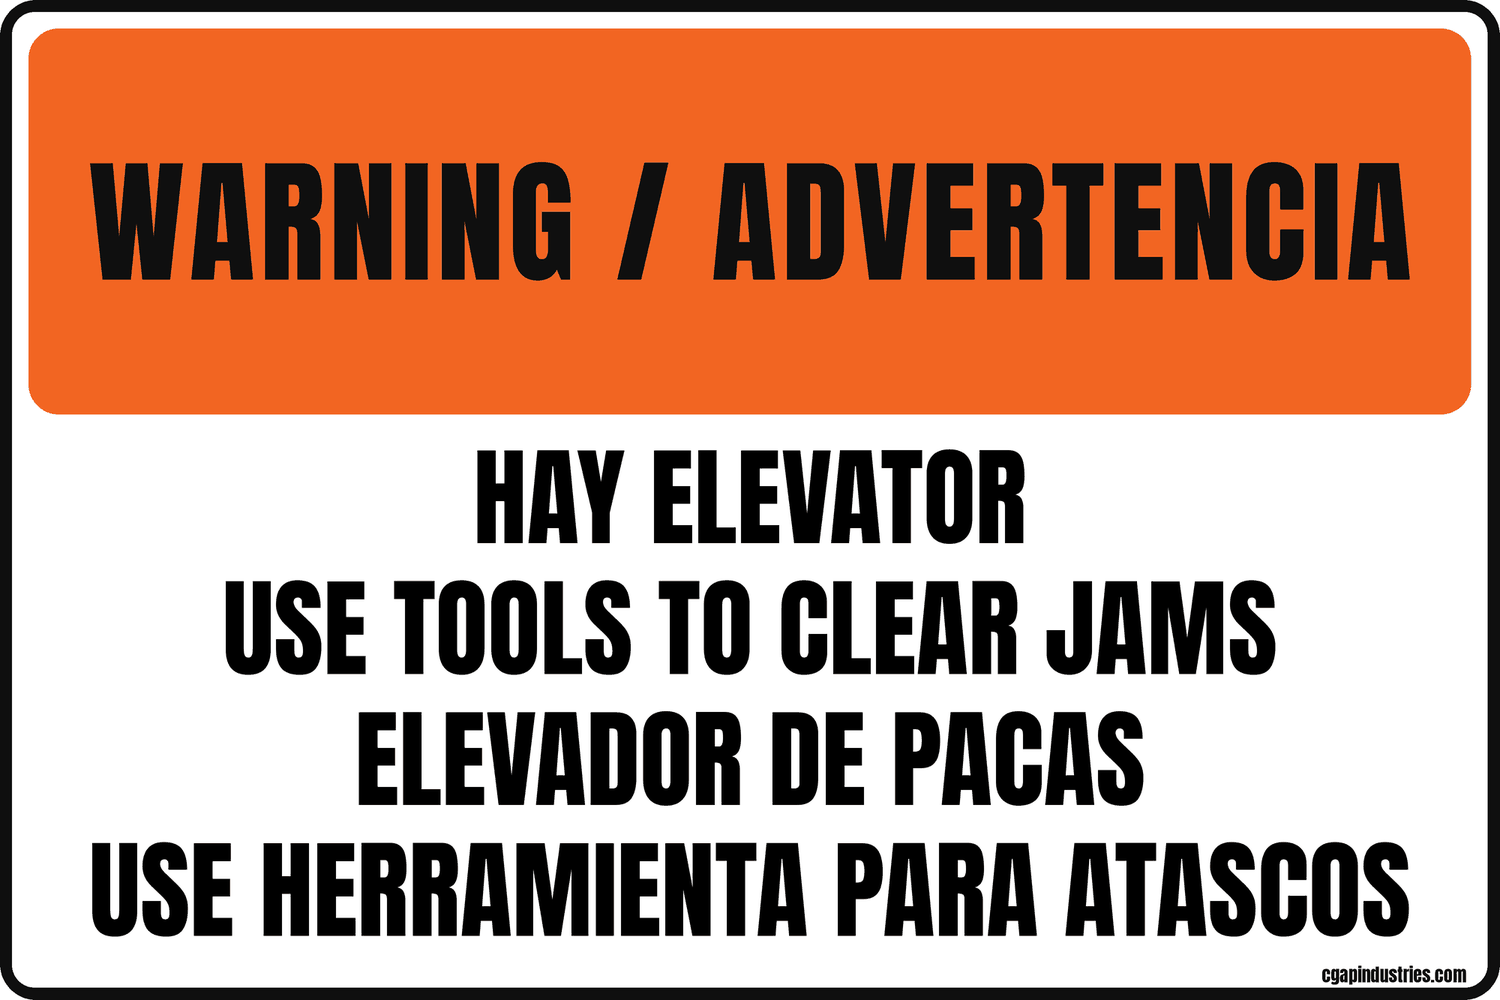 WARNING / ADVERTENCIA
HAY ELEVATOR
USE TOOLS TO CLEAR JAMS
ELEVADOR DE PACAS
USE HERRAMIENTA PARA ATASCOS
cgapindustries.com